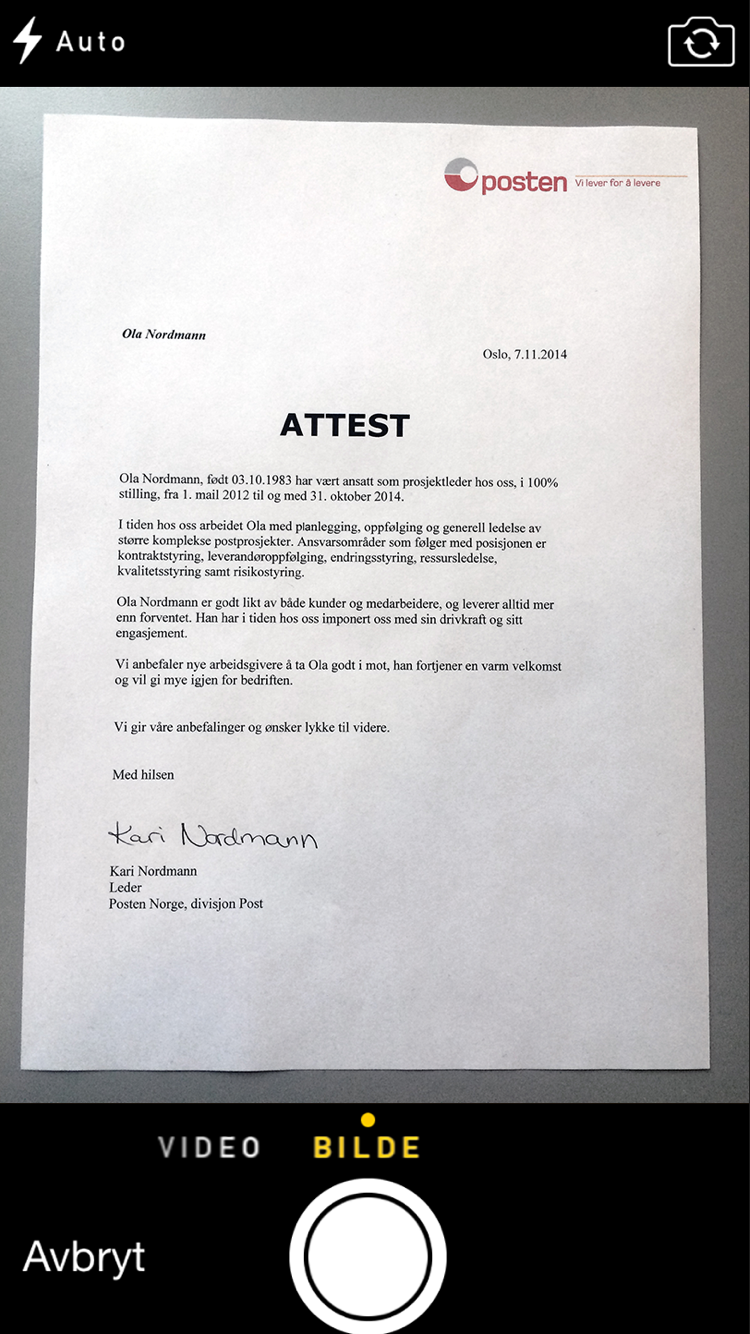 Auto
posten Vi lever for å levere
Ola Nordmann
Oslo, 7.11.2014
ATTEST
Ola Nordmann, født 03.10.1983 har vært ansatt som prosjektleder hos oss, i 100%
stilling, fra 1. mail 2012 til og med 31. oktober 2014.
I tiden hos oss arbeidet Ola med planlegging, oppfølging og generell ledelse av
større komplekse postprosjekter. Ansvarsområder som følger med posisjonen er
kontraktstyring, leverandøroppfølging, endringsstyring, ressursledelse,
kvalitetsstyring samt risikostyring.
Ola Nordmann er godt likt av både kunder og medarbeidere, og leverer alltid mer
enn forventet. Han har i tiden hos oss imponert oss med sin drivkraft og sitt
engasjement.
Vi anbefaler nye arbeidsgivere å ta Ola godt i mot, han fortjener en varm velkomst
og vil gi mye igjen for bedriften.
Vi gir våre anbefalinger og ønsker lykke til videre.
Med hilsen
Kari Nordmann
Kari Nordmann
Leder
Posten Norge, divisjon Post
VIDEO BILDE
Avbryt